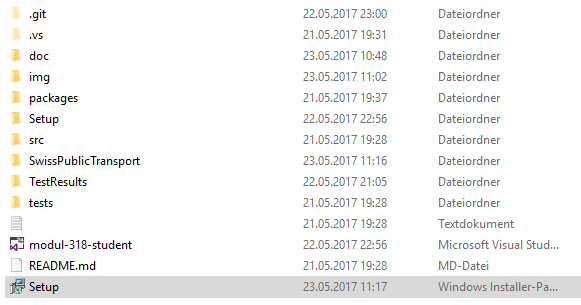 .git 22.05.2017 23:00 Dateiordner
.vs 21.05.2017 19:31 Dateiordner
doc 23.05.2017 10:48 Dateiordner
img 23.05.2017 11:02 Dateiordner
packages 21.05.2017 19:37 Dateiordner
Setup 22.05.2017 22:56 Dateiordner
src 21.05.2017 19:28 Dateiordner
SwissPublicTransport 23.05.2017 11:16 Dateiordner
TestResults 22.05.2017 21:05 Dateiordner
tests 21.05.2017 19:28 Dateiordner
21.05.2017 19:28 Textdokument
modul-318-student 22.05.2017 22:56 Microsoft Visual Stud...
README.md 21.05.2017 19:28 MD-Datei
Setup 23.05.2017 11:17 Windows Installer-Pa...